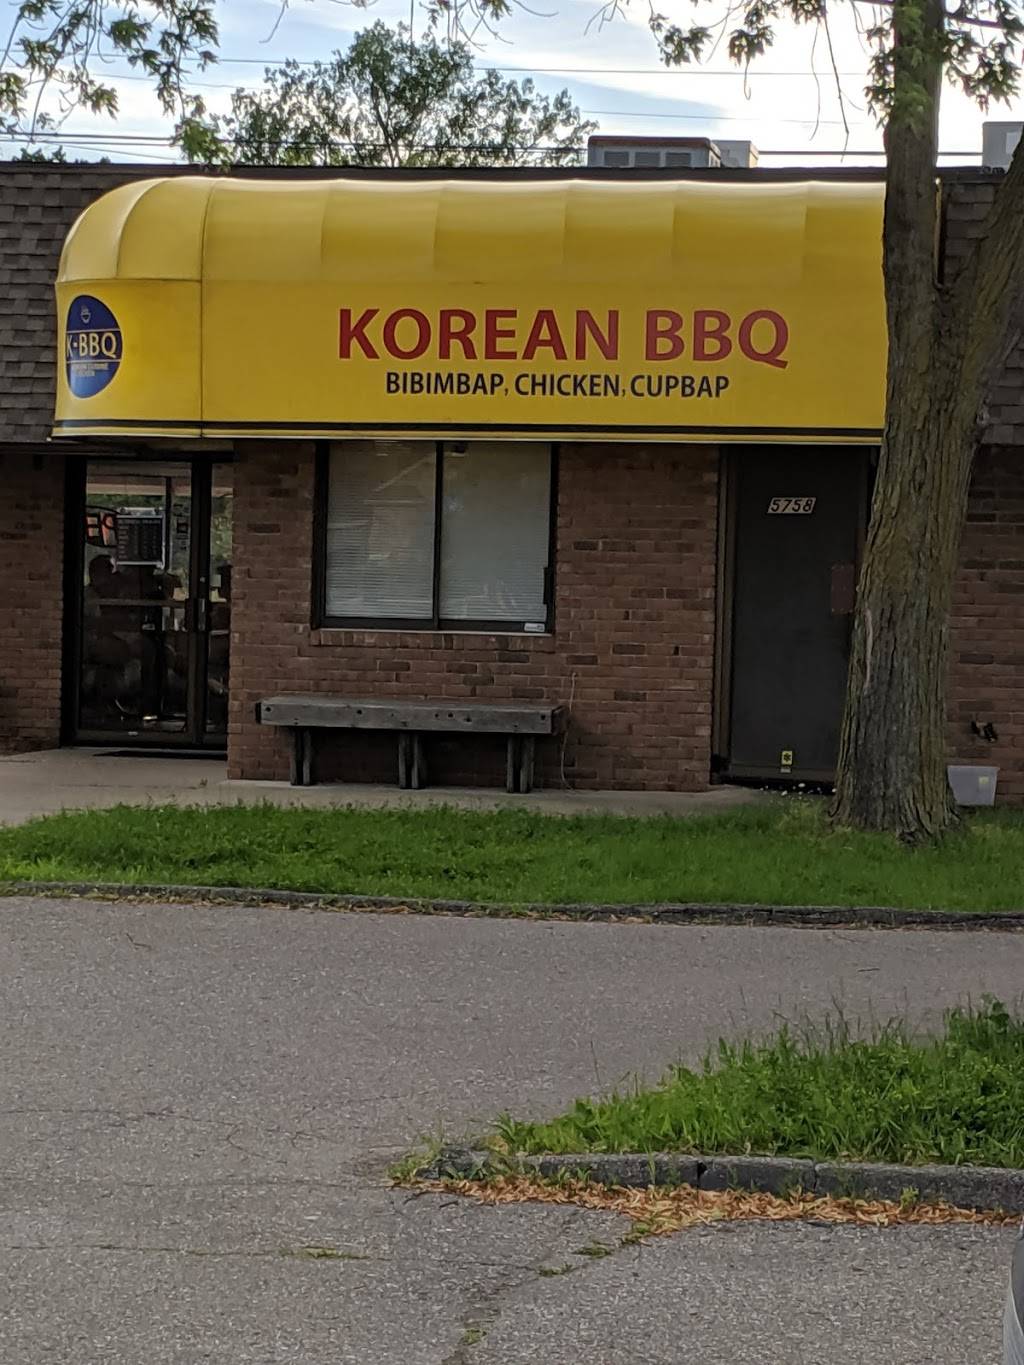 KOREAN BBQ
BIBIMBAP, CHICKEN, CUPBAP
K-BBQ
5758